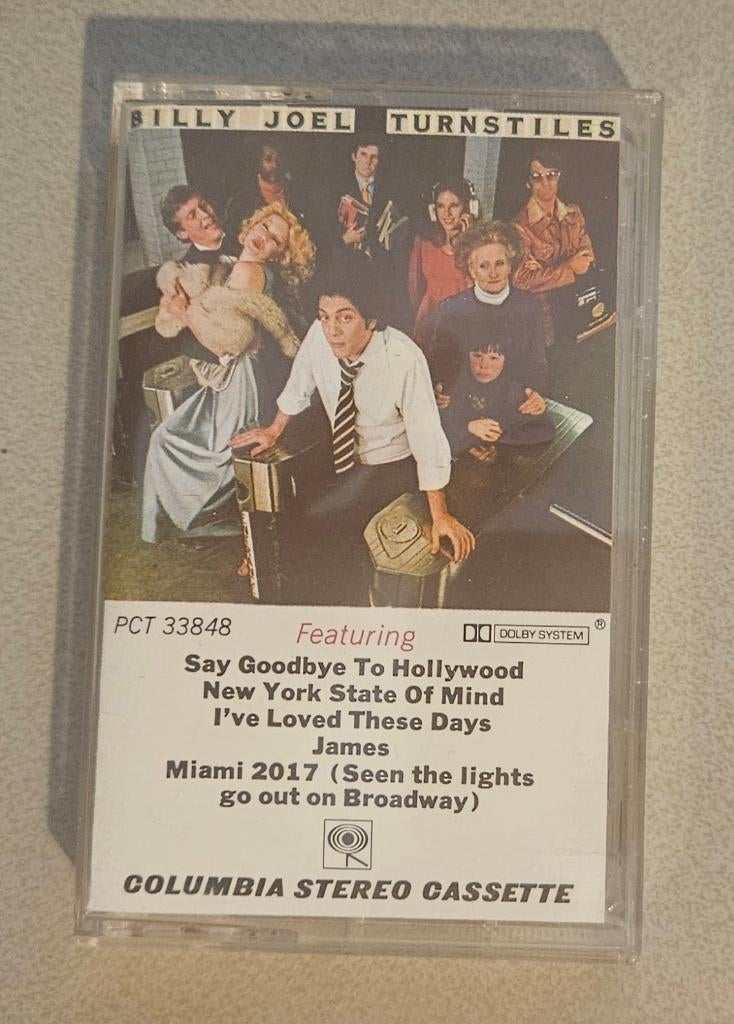 BILLY JOEL TURNSTILES
PCT 33848 Featuring DOLBY SYSTEM ®
Say Goodbye To Hollywood
New York State Of Mind
I've Loved These Days
James
Miami 2017 (Seen the lights
go out on Broadway)
COLUMBIA STEREO CASSETTE